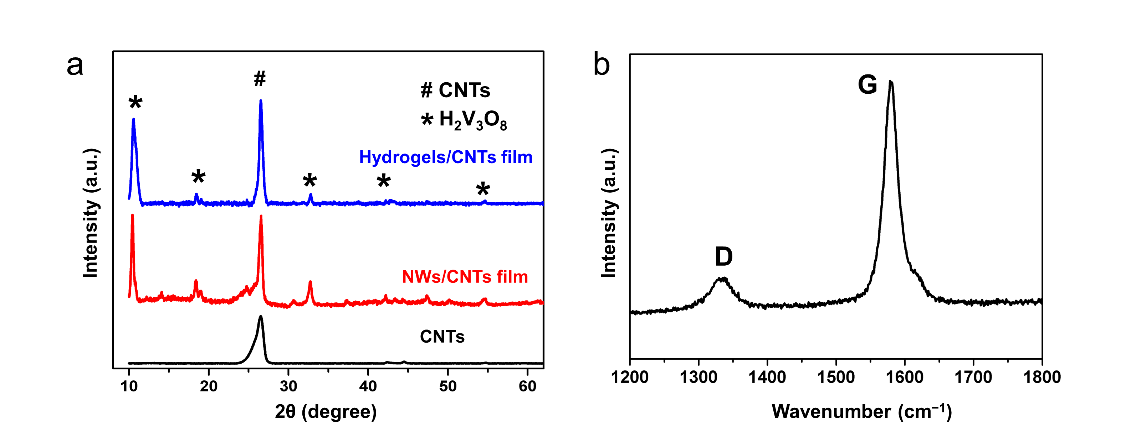 a
Intensity (a.u.)
* # # CNTs
* H₂V₃O₈
Hydrogels/CNTs film
* * * *
NWs/CNTs film
CNTs
10 20 30 40 50 60
2θ (degree)
b
Intensity (a.u.)
G
D
1200 1300 1400 1500 1600 1700 1800
Wavenumber (cm⁻¹)